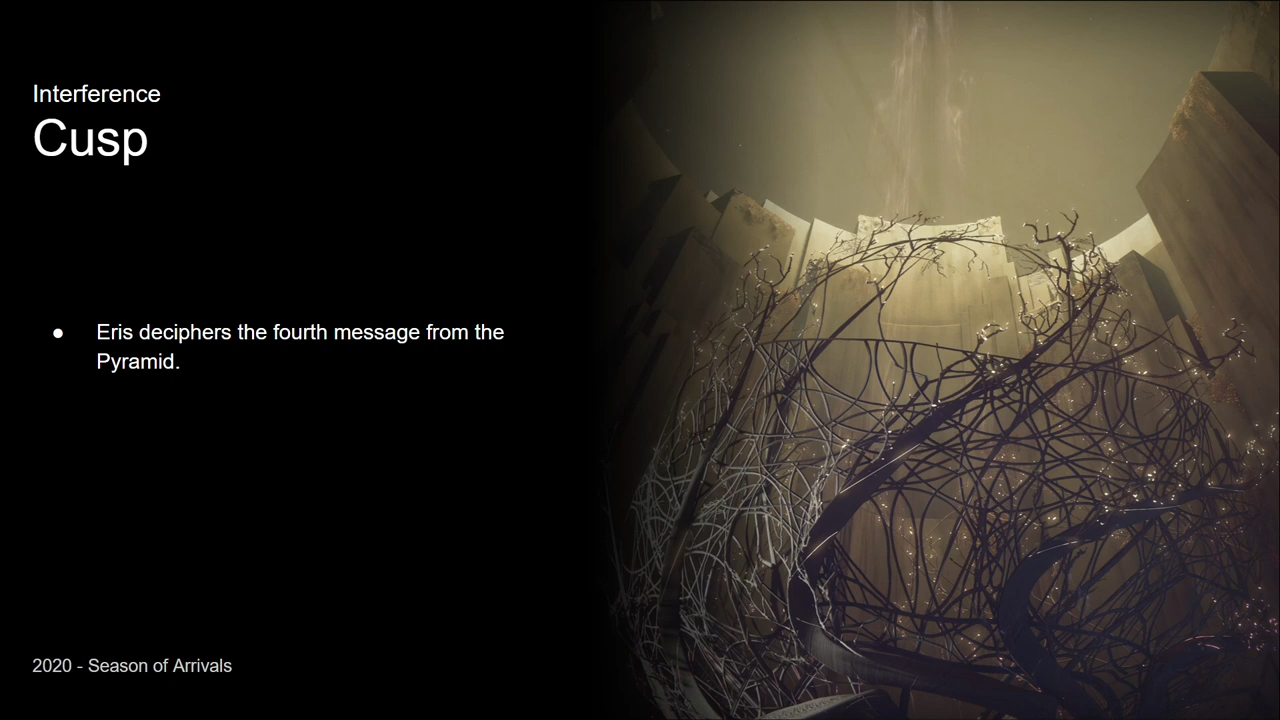 Interference
Cusp
● Eris deciphers the fourth message from the
Pyramid.
2020 - Season of Arrivals